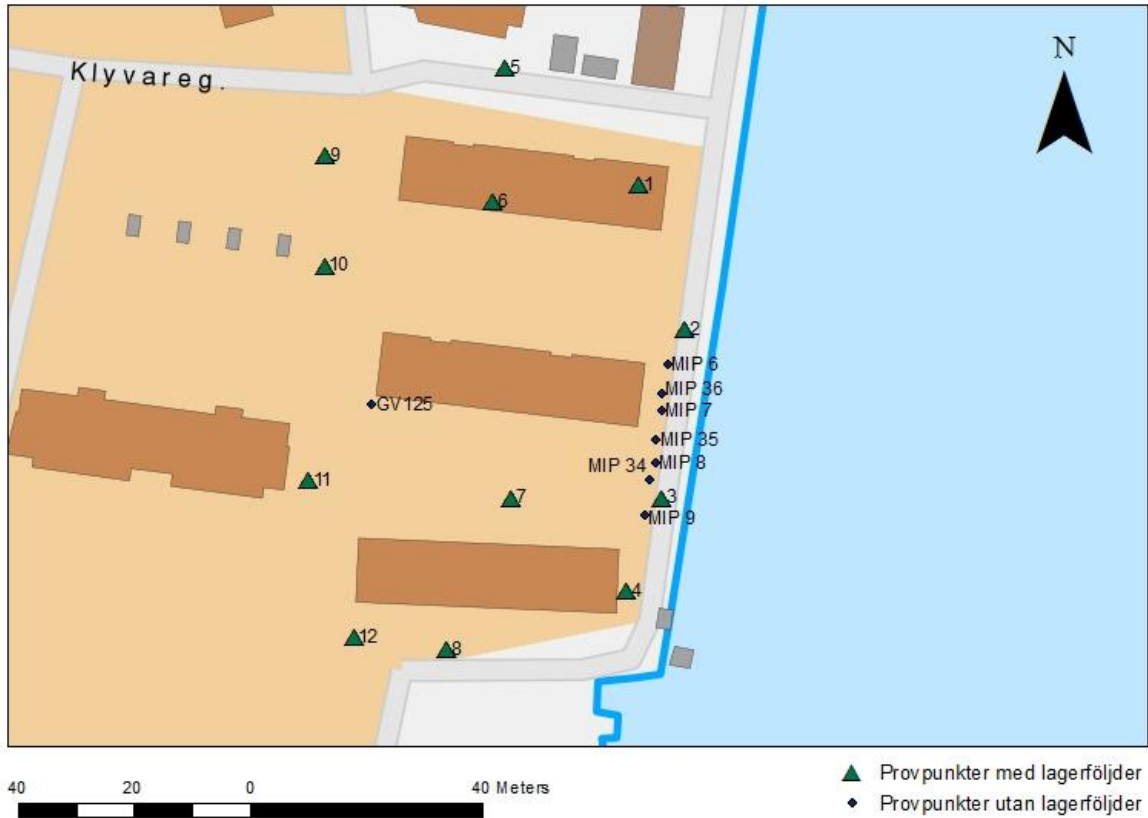 N
5
Klyvareg.
9
1
6
10
2
MIP 6
MIP 36
MIP 7
GV125
MIP 35
MIP 34
MIP 8
11
7
3
MIP 9
4
12
8
40 20 0 40 Meters
Provpunkter med lagerföljder
Provpunkter utan lagerföljder